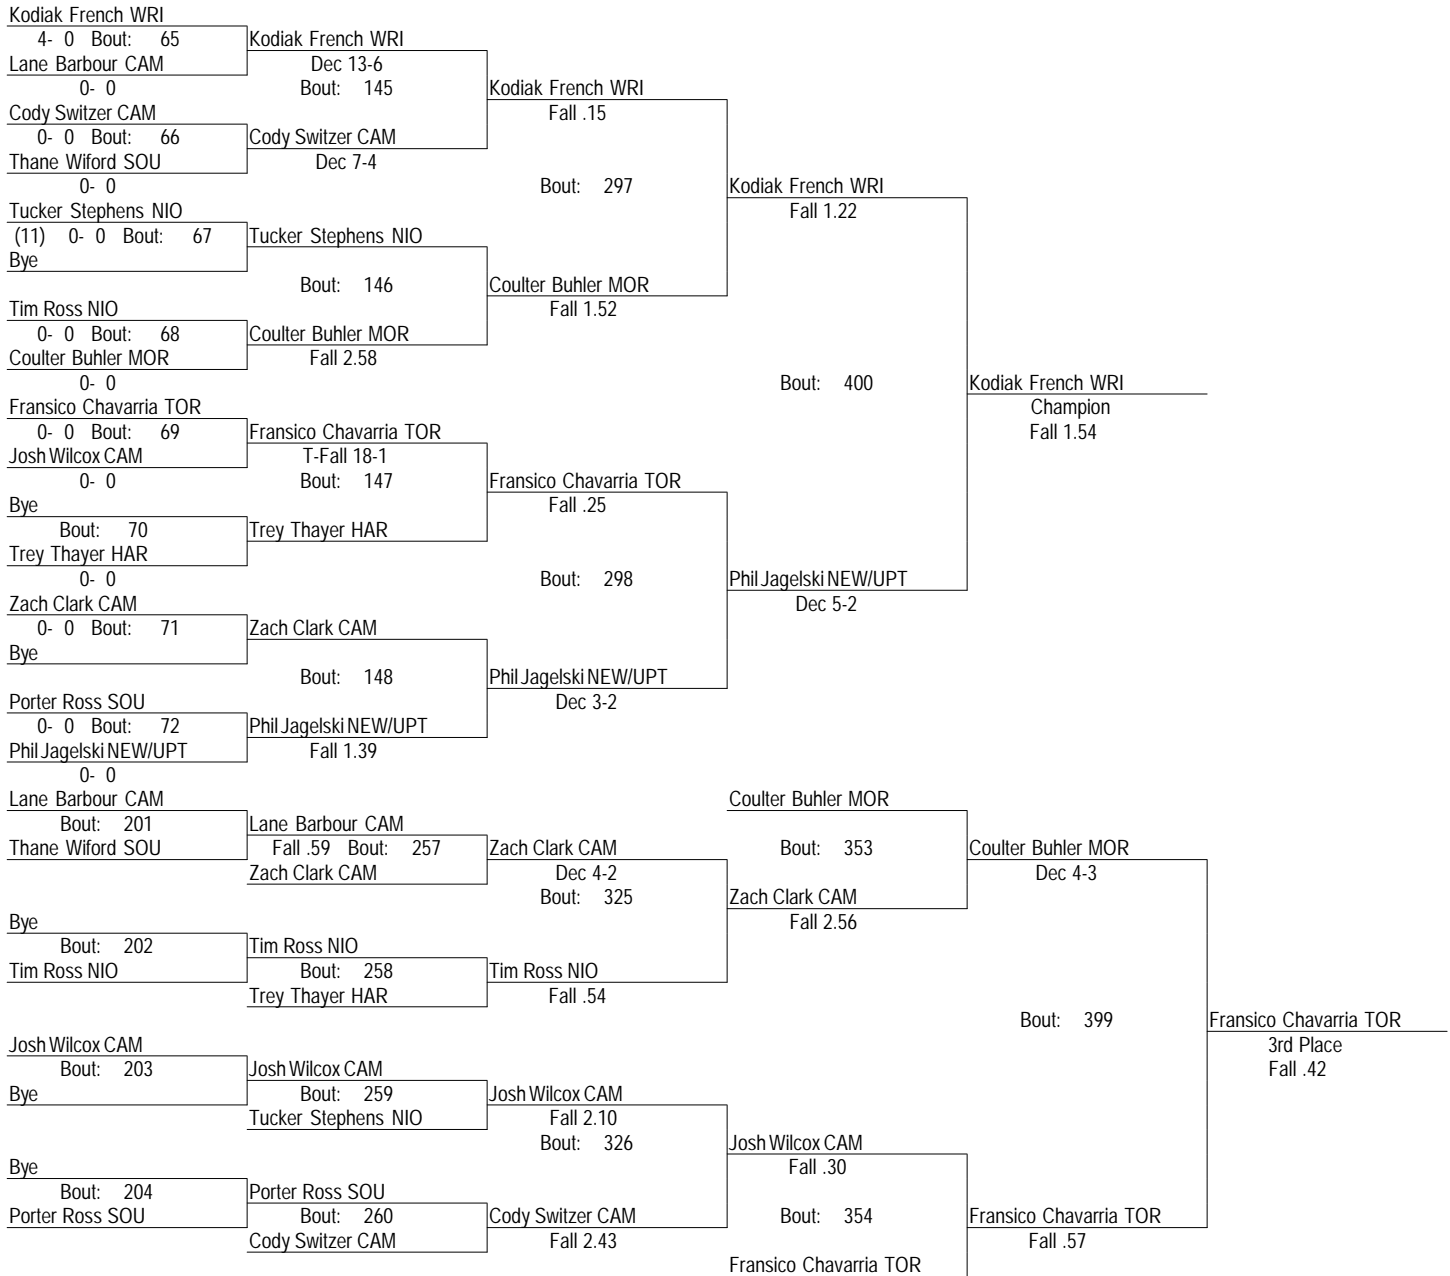 Kodiak French WRI
4- 0 Bout: 65 Kodiak French WRI
Lane Barbour CAM Dec 13-6
0- 0 Bout: 145 Kodiak French WRI
Cody Switzer CAM Fall .15
0- 0 Bout: 66 Cody Switzer CAM
Thane Wiford SOU Dec 7-4
0- 0 Bout: 297 Kodiak French WRI
Tucker Stephens NIO Fall 1.22
(11) 0- 0 Bout: 67 Tucker Stephens NIO
Bye
Bout: 146 Coulter Buhler MOR
Tim Ross NIO Fall 1.52
0- 0 Bout: 68 Coulter Buhler MOR
Coulter Buhler MOR Fall 2.58
0- 0 Bout: 400 Kodiak French WRI
Fransico Chavarria TOR Champion
0- 0 Bout: 69 Fransico Chavarria TOR Fall 1.54
Josh Wilcox CAM T-Fall 18-1
0- 0 Bout: 147 Fransico Chavarria TOR
Bye Fall .25
Bout: 70 Trey Thayer HAR
Trey Thayer HAR
0- 0 Bout: 298 Phil Jagelski NEW/UPT
Zach Clark CAM Dec 5-2
0- 0 Bout: 71 Zach Clark CAM
Bye
Bout: 148 Phil Jagelski NEW/UPT
Porter Ross SOU Dec 3-2
0- 0 Bout: 72 Phil Jagelski NEW/UPT
Phil Jagelski NEW/UPT Fall 1.39
0- 0
Lane Barbour CAM Coulter Buhler MOR
Bout: 201 Lane Barbour CAM
Thane Wiford SOU Fall .59 Bout: 257 Zach Clark CAM Bout: 353 Coulter Buhler MOR
Zach Clark CAM Dec 4-2 Dec 4-3
Bout: 325 Zach Clark CAM
Bye Fall 2.56
Bout: 202 Tim Ross NIO
Tim Ross NIO Bout: 258 Tim Ross NIO
Trey Thayer HAR Fall .54
Bout: 399 Fransico Chavarria TOR
Josh Wilcox CAM 3rd Place
Bout: 203 Josh Wilcox CAM Fall .42
Bye Bout: 259 Josh Wilcox CAM
Tucker Stephens NIO Fall 2.10
Bout: 326 Josh Wilcox CAM
Bye Fall .30
Bout: 204 Porter Ross SOU
Porter Ross SOU Bout: 260 Cody Switzer CAM Bout: 354 Fransico Chavarria TOR
Cody Switzer CAM Fall 2.43 Fall .57
Fransico Chavarria TOR